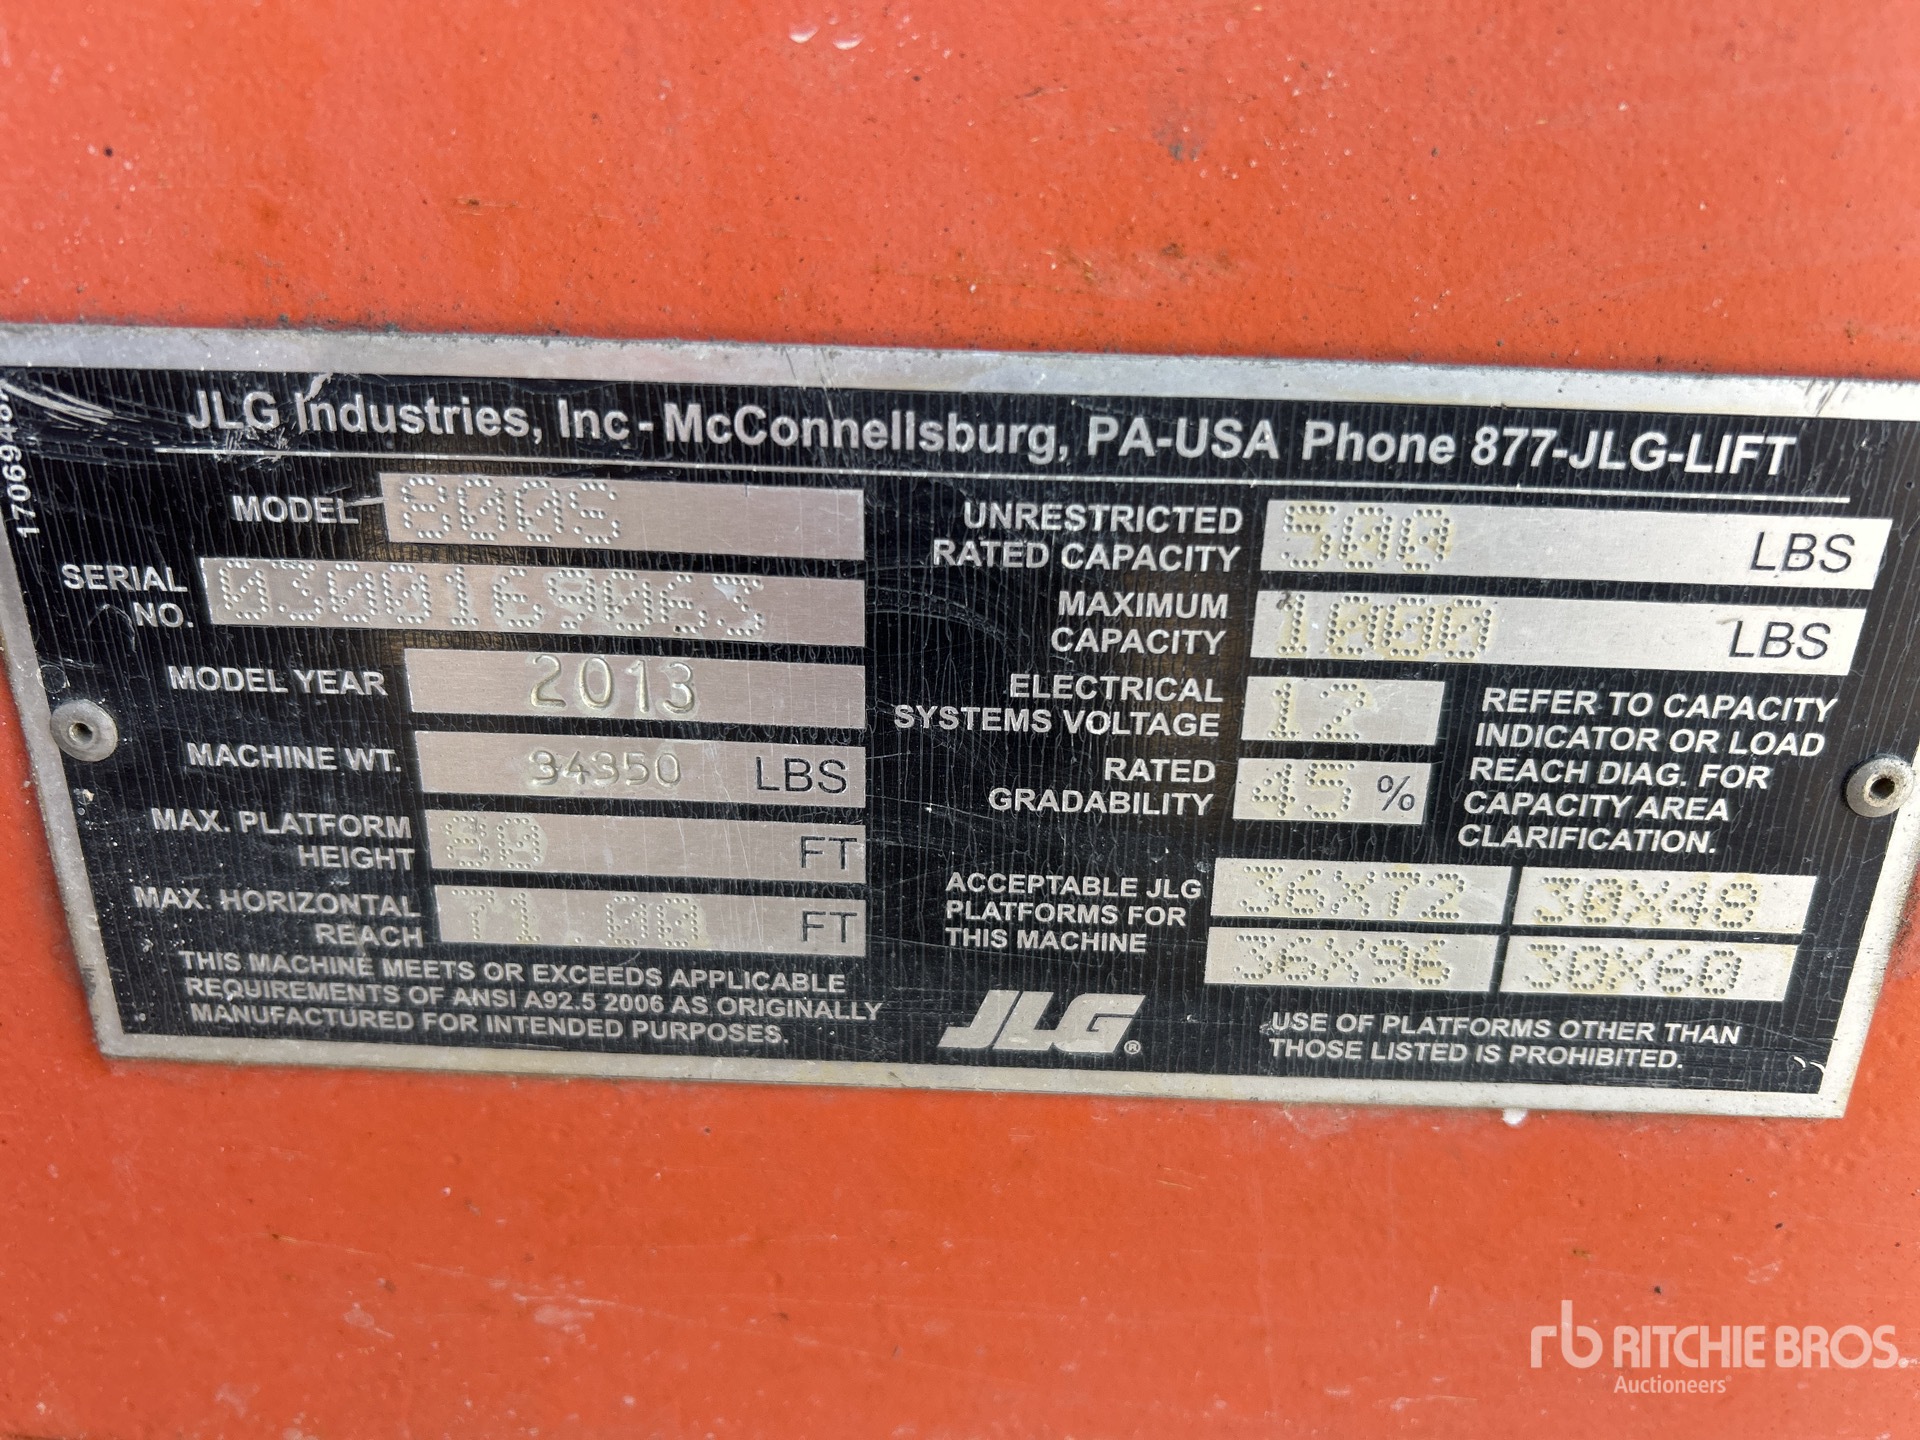 JLG Industries, Inc - McConnellsburg, PA-USA Phone 877-JLG-LIFT
MODEL 800S
SERIAL NO. 0300169063
MODEL YEAR 2013
MACHINE WT. 34350 LBS
MAX. PLATFORM HEIGHT 80 FT
MAX. HORIZONTAL REACH 71.00 FT
THIS MACHINE MEETS OR EXCEEDS APPLICABLE
REQUIREMENTS OF ANSI A92.5 2006 AS ORIGINALLY
MANUFACTURED FOR INTENDED PURPOSES.
UNRESTRICTED
RATED CAPACITY 500 LBS
MAXIMUM
CAPACITY 1000 LBS
ELECTRICAL
SYSTEMS VOLTAGE 12
RATED
GRADABILITY 45 %
REFER TO CAPACITY
INDICATOR OR LOAD
REACH DIAG. FOR
CAPACITY AREA
CLARIFICATION.
ACCEPTABLE JLG
PLATFORMS FOR
THIS MACHINE
36X72 30X48
36X96 30X60
JLG®
USE OF PLATFORMS OTHER THAN
THOSE LISTED IS PROHIBITED.
rb RITCHIE BROS.
Auctioneers